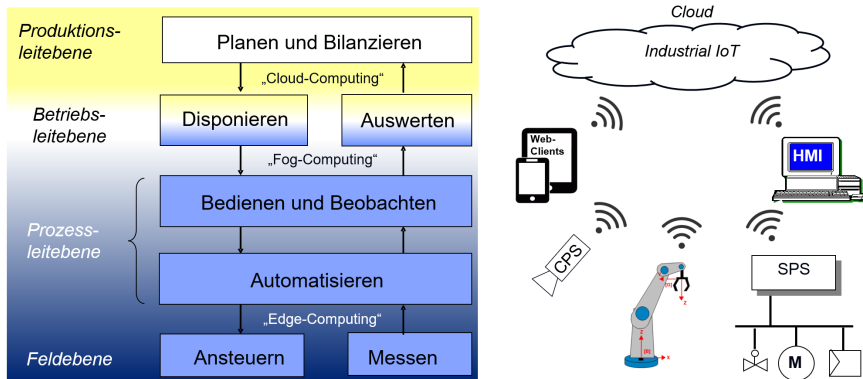 Produktions-
leitebene
Planen und Bilanzieren
„Cloud-Computing“
Betriebs-
leitebene
Disponieren
Auswerten
„Fog-Computing“
Prozess-
leitebene
Bedienen und Beobachten
Automatisieren
„Edge-Computing“
Feldebene
Ansteuern
Messen
Cloud
Industrial IoT
Web-
Clients
HMI
CPS
SPS
M
Z
Z
X
[B]